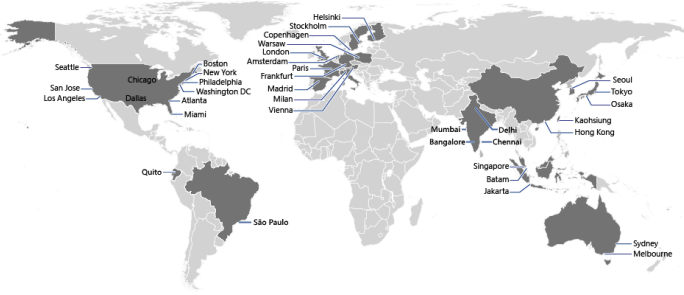 Helsinki
Stockholm
Copenhagen
Warsaw
London
Amsterdam
Paris
Frankfurt
Madrid
Milan
Vienna
Seattle
Chicago
Boston
New York
Philadelphia
Washington DC
San Jose
Los Angeles
Dallas
Atlanta
Miami
Seoul
Tokyo
Osaka
Kaohsiung
Hong Kong
Mumbai
Delhi
Bangalore
Chennai
Singapore
Batam
Jakarta
Quito
São Paulo
Sydney
Melbourne